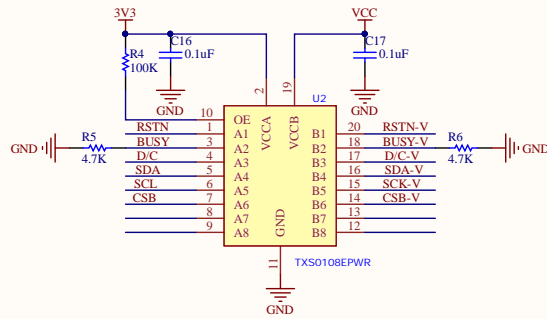 3V3
VCC
C16
0.1uF
C17
0.1uF
R4
100K
GND
GND
2
19
U2
VCCA
VCCB
10
OE
RSTN
1
A1
B1
20
RSTN-V
GND
R5
4.7K
BUSY
3
A2
B2
18
BUSY-V
R6
4.7K
GND
D/C
4
A3
B3
17
D/C-V
SDA
5
A4
B4
16
SDA-V
SCL
6
A5
B5
15
SCK-V
CSB
7
A6
B6
14
CSB-V
8
A7
B7
13
9
A8
B8
12
GND
11
TXS0108EPWR
GND